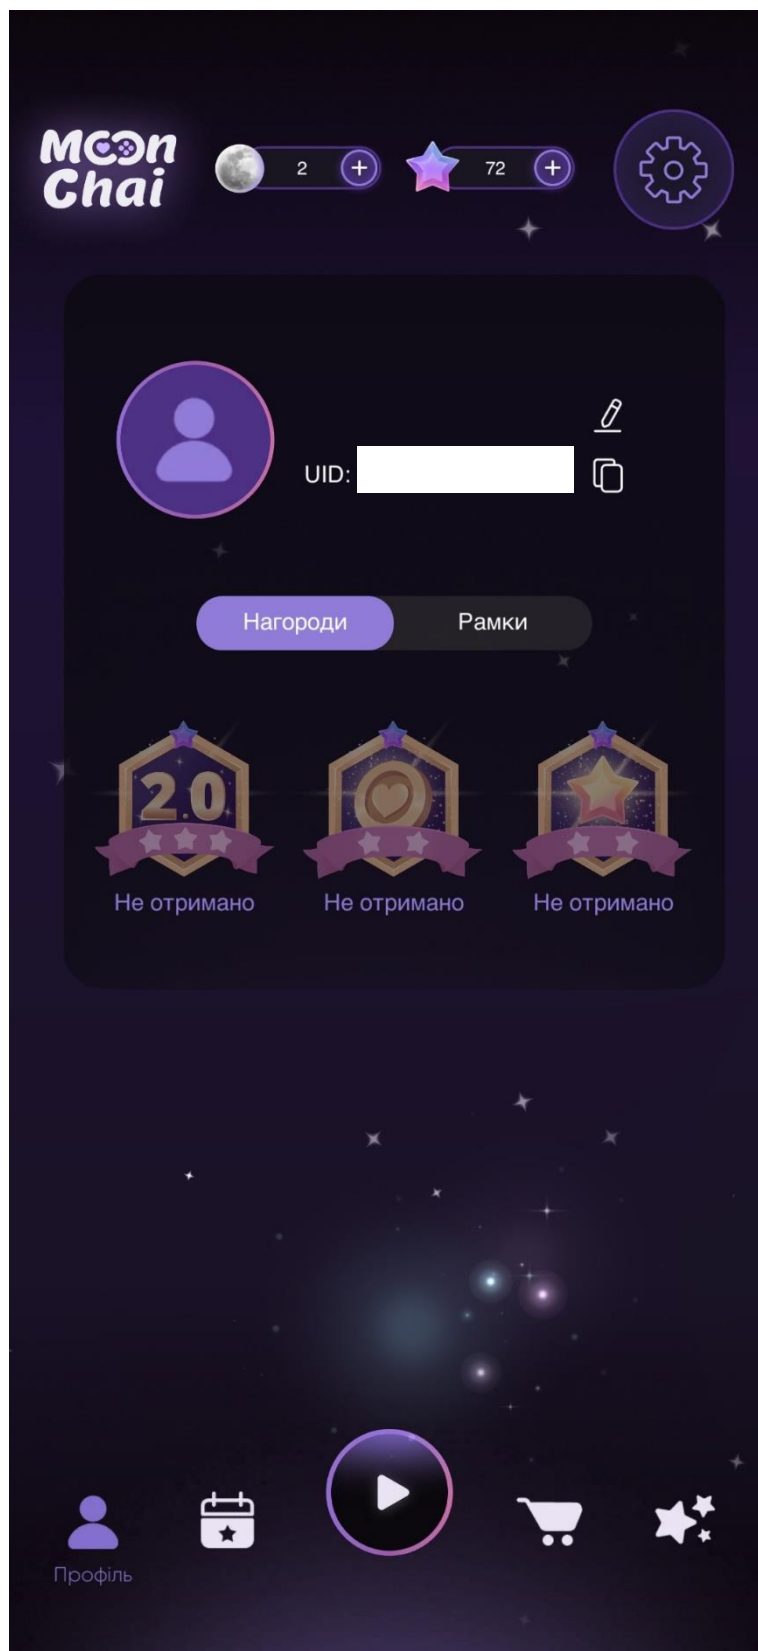 Moon
Chai
2
72
UID:
Нагороди Рамки
2.0
Не отримано Не отримано Не отримано
Профіль